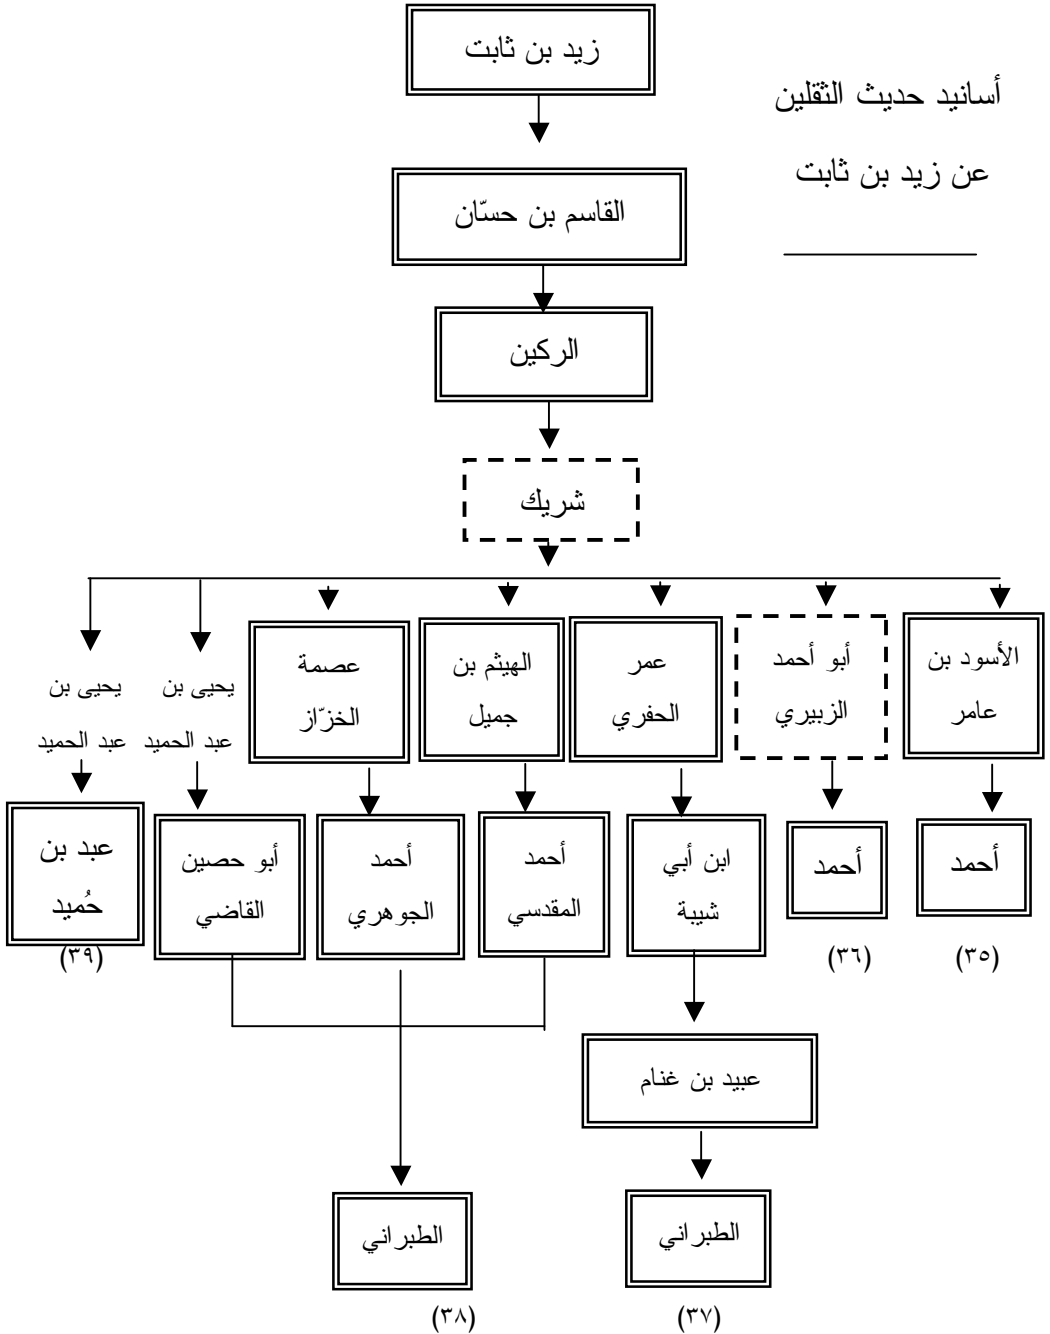 زيد بن ثابت
أسانيد حديث الثقلين
عن زيد بن ثابت
القاسم بن حسّان
الركين
شريك
الأسود بن
عامر
أبو أحمد
الزبيري
عمر
الحفري
الهيثم بن
جميل
عصمة
الخزّاز
يحيى بن
عبد الحميد
يحيى بن
عبد الحميد
أحمد
أحمد
ابن أبي
شيبة
أحمد
المقدسي
أحمد
الجوهري
أبو حصين
القاضي
عبد بن
حُميد
(٣٥)
(٣٦)
(٣٩)
عبيد بن غنام
الطبراني
الطبراني
(٣٧)
(٣٨)